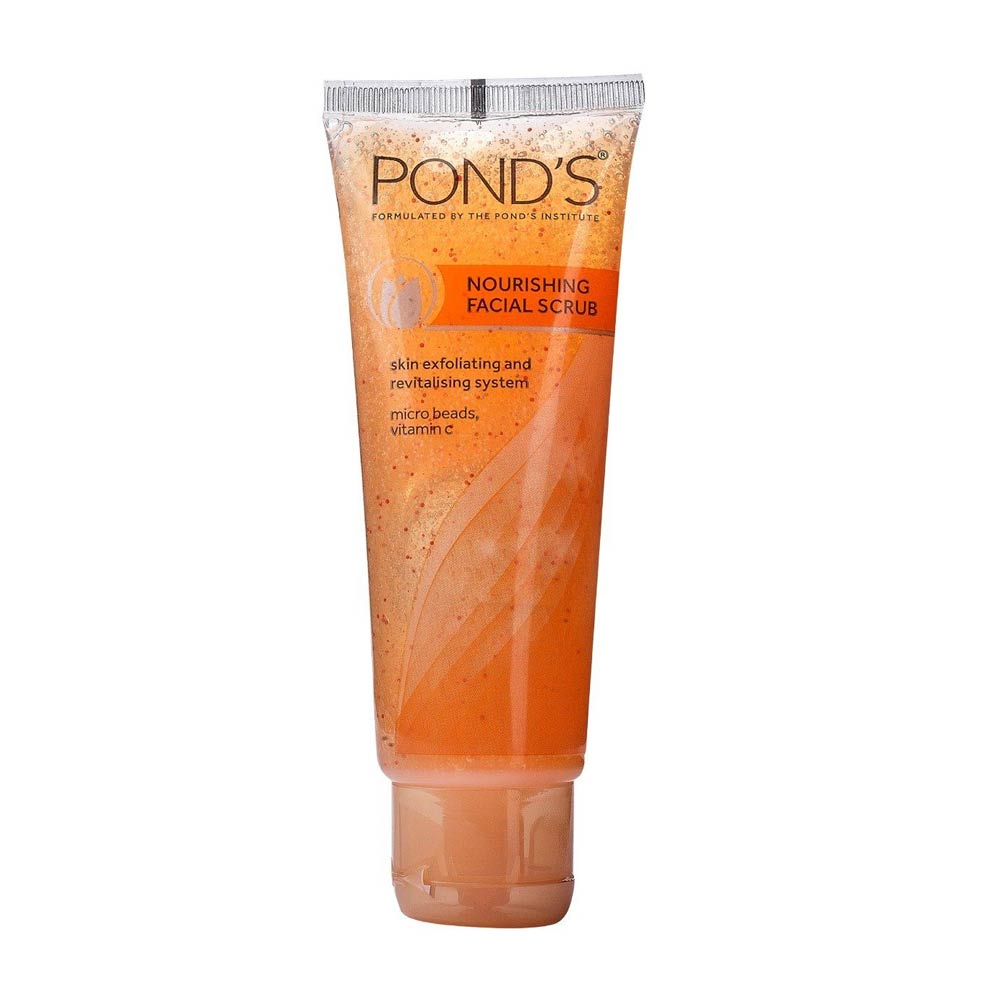 POND'S®
FORMULATED BY THE POND'S INSTITUTE
NOURISHING
FACIAL SCRUB
skin exfoliating and
revitalising system
micro beads,
vitamin c